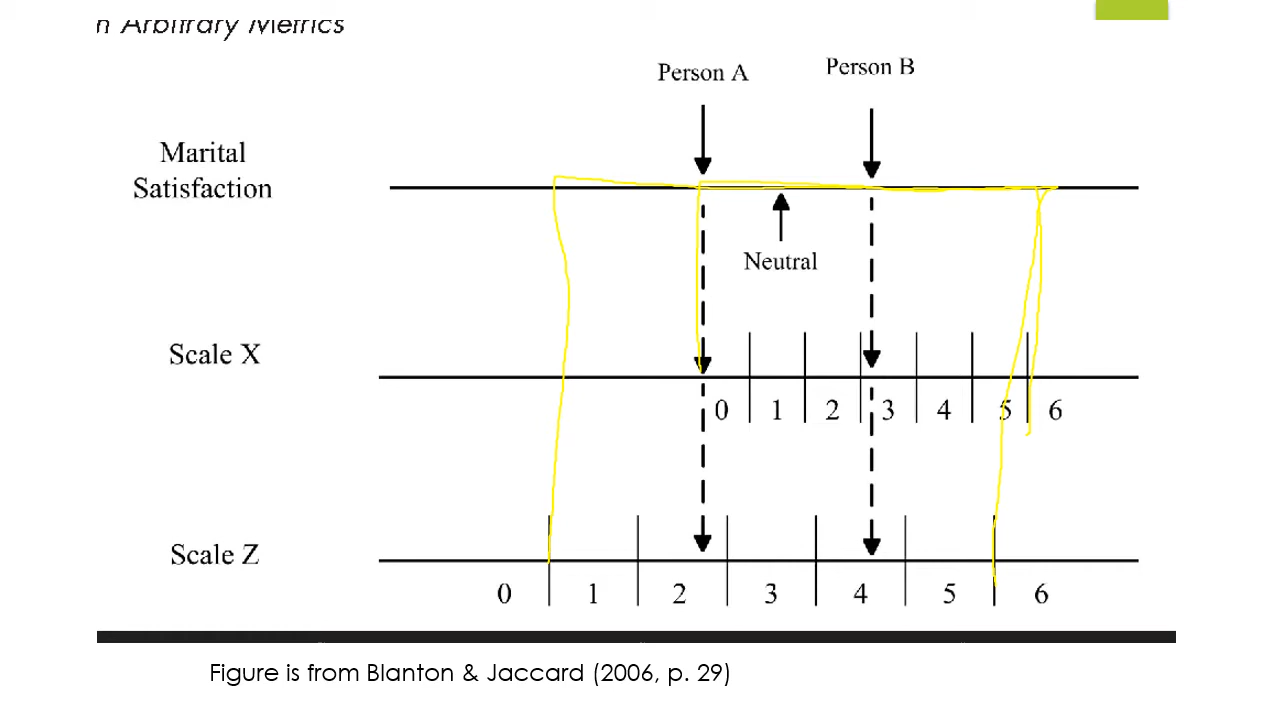 n Arbitrary Metrics
Person A
Person B
Marital
Satisfaction
Neutral
Scale X
0 1 2 3 4 5 6
Scale Z
0 1 2 3 4 5 6
Figure is from Blanton & Jaccard (2006, p. 29)